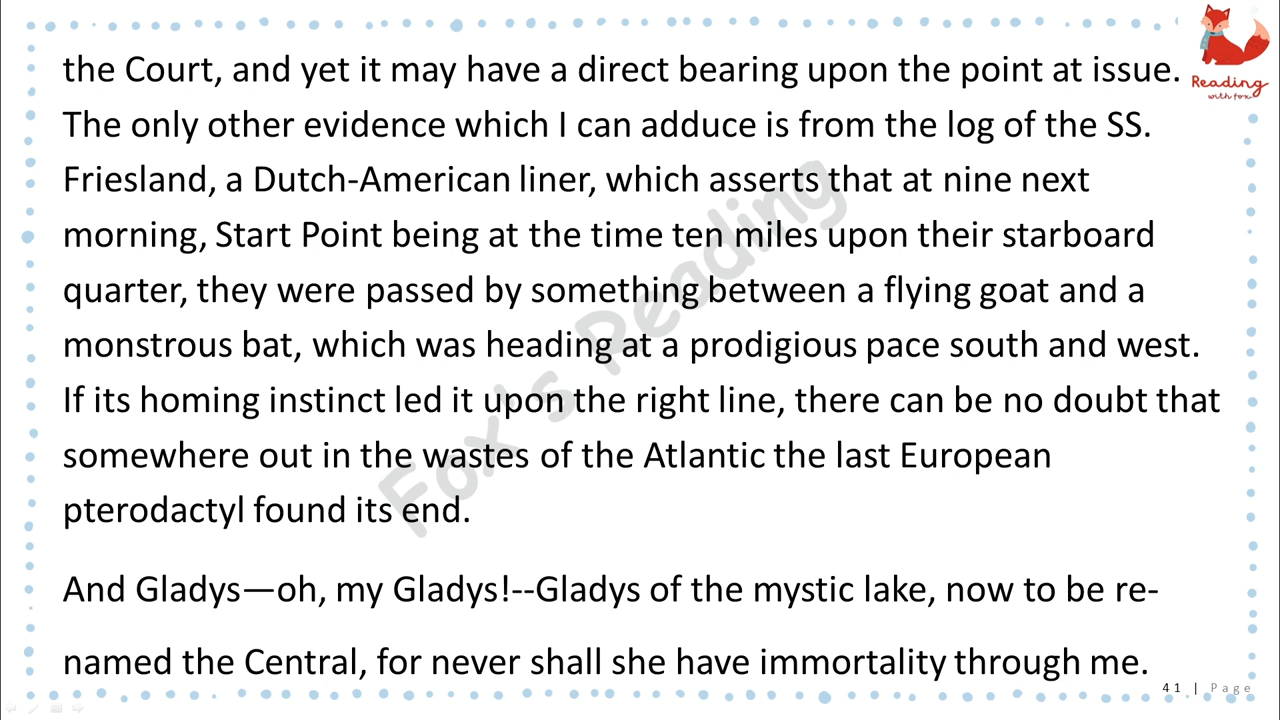 the Court, and yet it may have a direct bearing upon the point at issue.
The only other evidence which I can adduce is from the log of the SS.
Friesland, a Dutch-American liner, which asserts that at nine next
morning, Start Point being at the time ten miles upon their starboard
quarter, they were passed by something between a flying goat and a
monstrous bat, which was heading at a prodigious pace south and west.
If its homing instinct led it upon the right line, there can be no doubt that
somewhere out in the wastes of the Atlantic the last European
pterodactyl found its end.
And Gladys—oh, my Gladys!--Gladys of the mystic lake, now to be re-
named the Central, for never shall she have immortality through me.
41 | Page
Reading
with fox
Fox's Reading